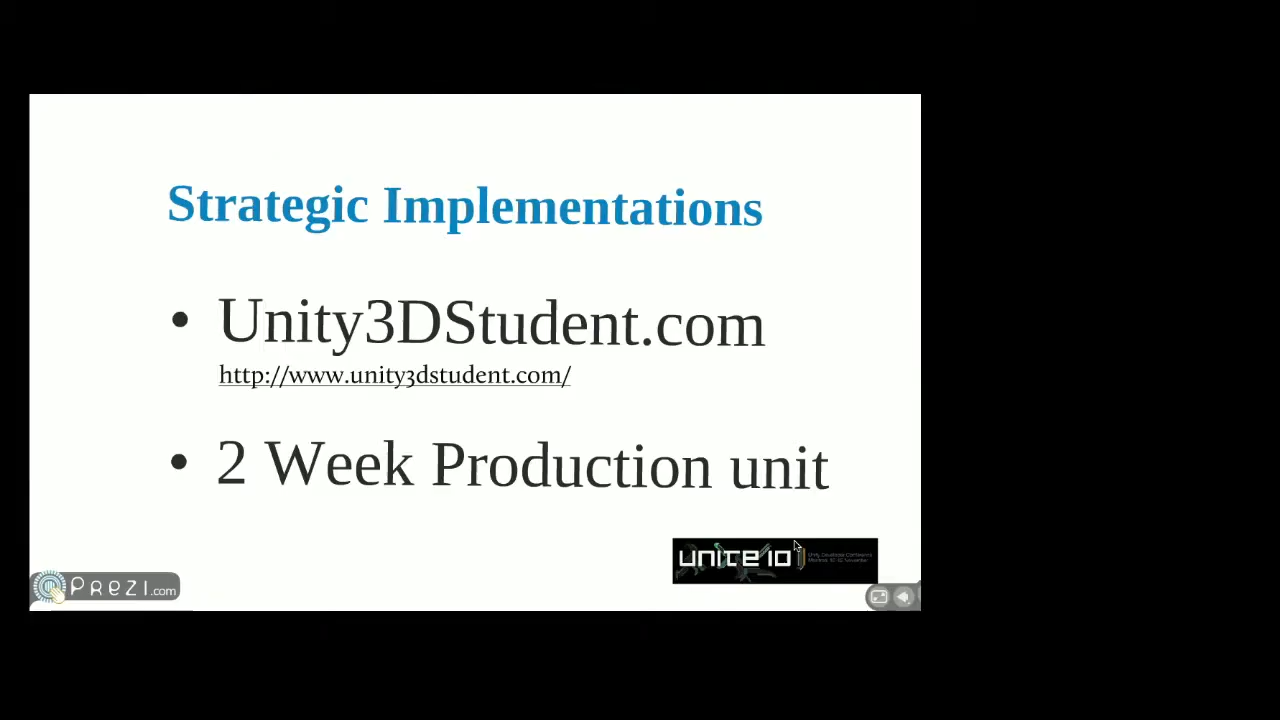 Strategic Implementations
• Unity3DStudent.com
http://www.unity3dstudent.com/
• 2 Week Production unit
unite 10
Prezi.com